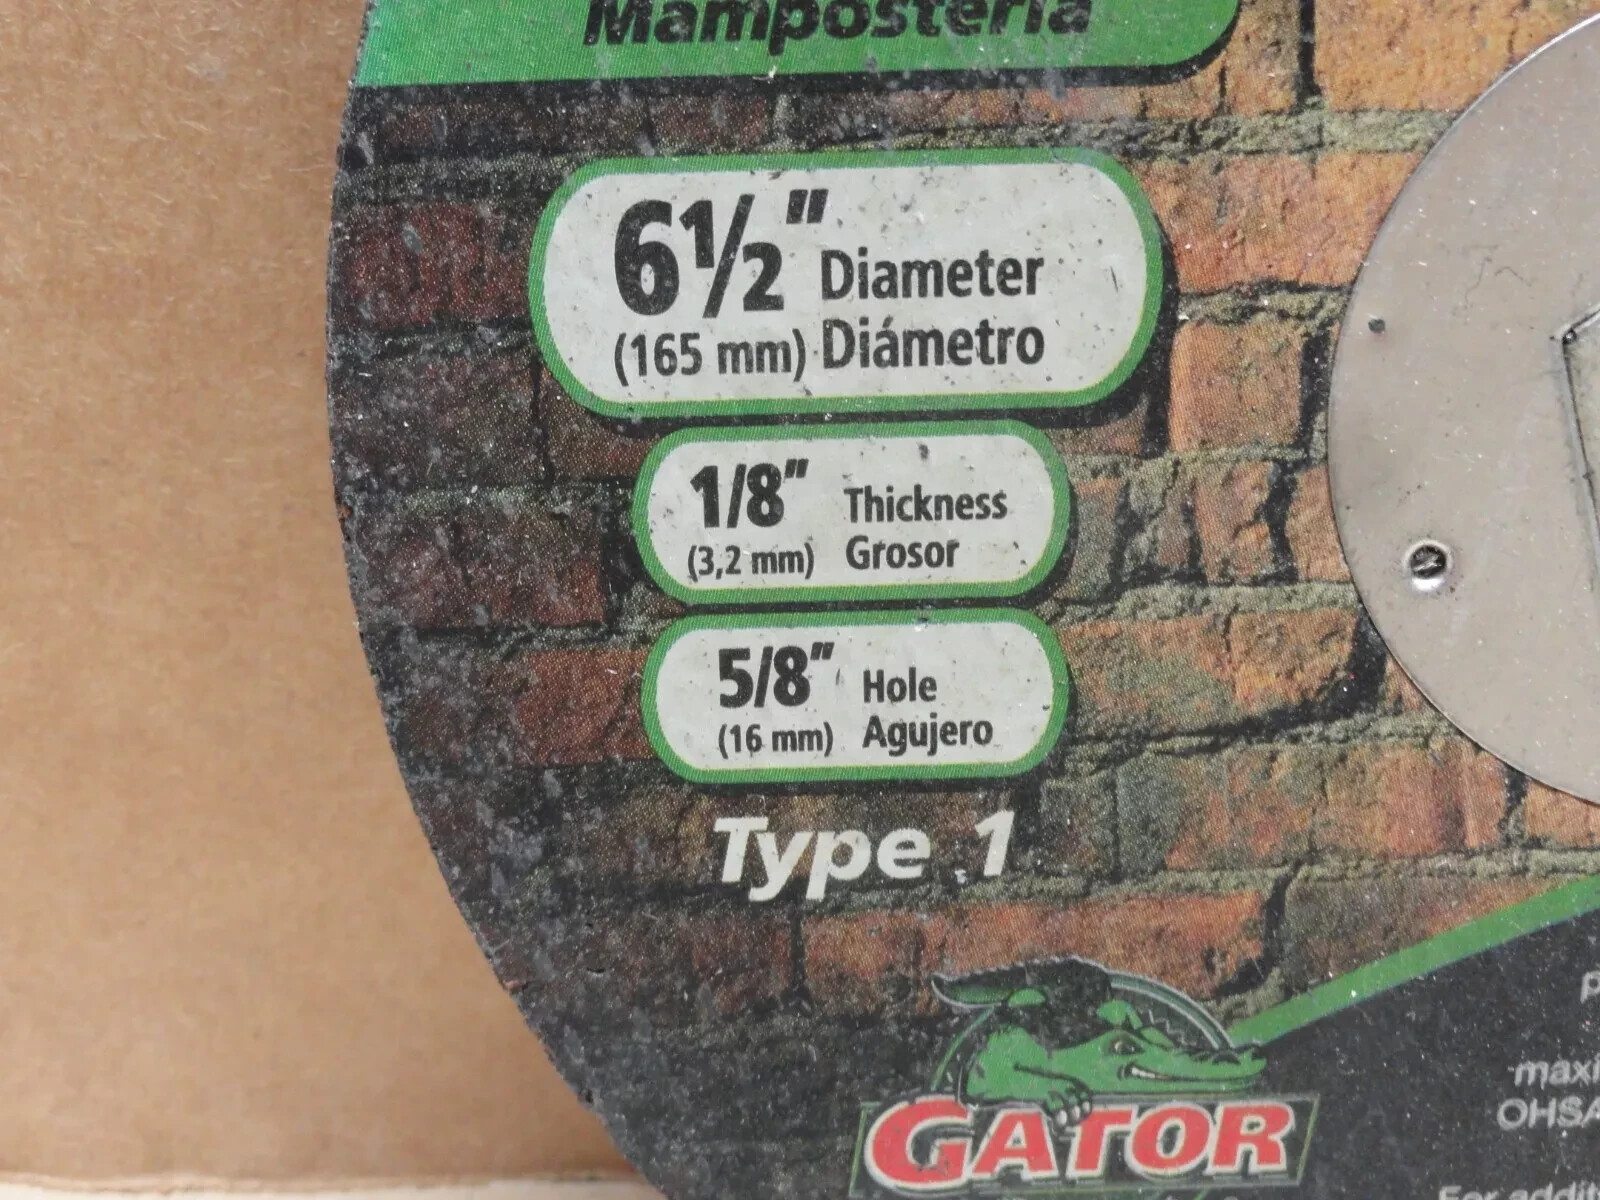 Mampostería
6½" Diameter
(165 mm) Diámetro
1/8" Thickness
(3,2 mm) Grosor
5/8" Hole
(16 mm) Agujero
Type 1
GATOR
OHSA